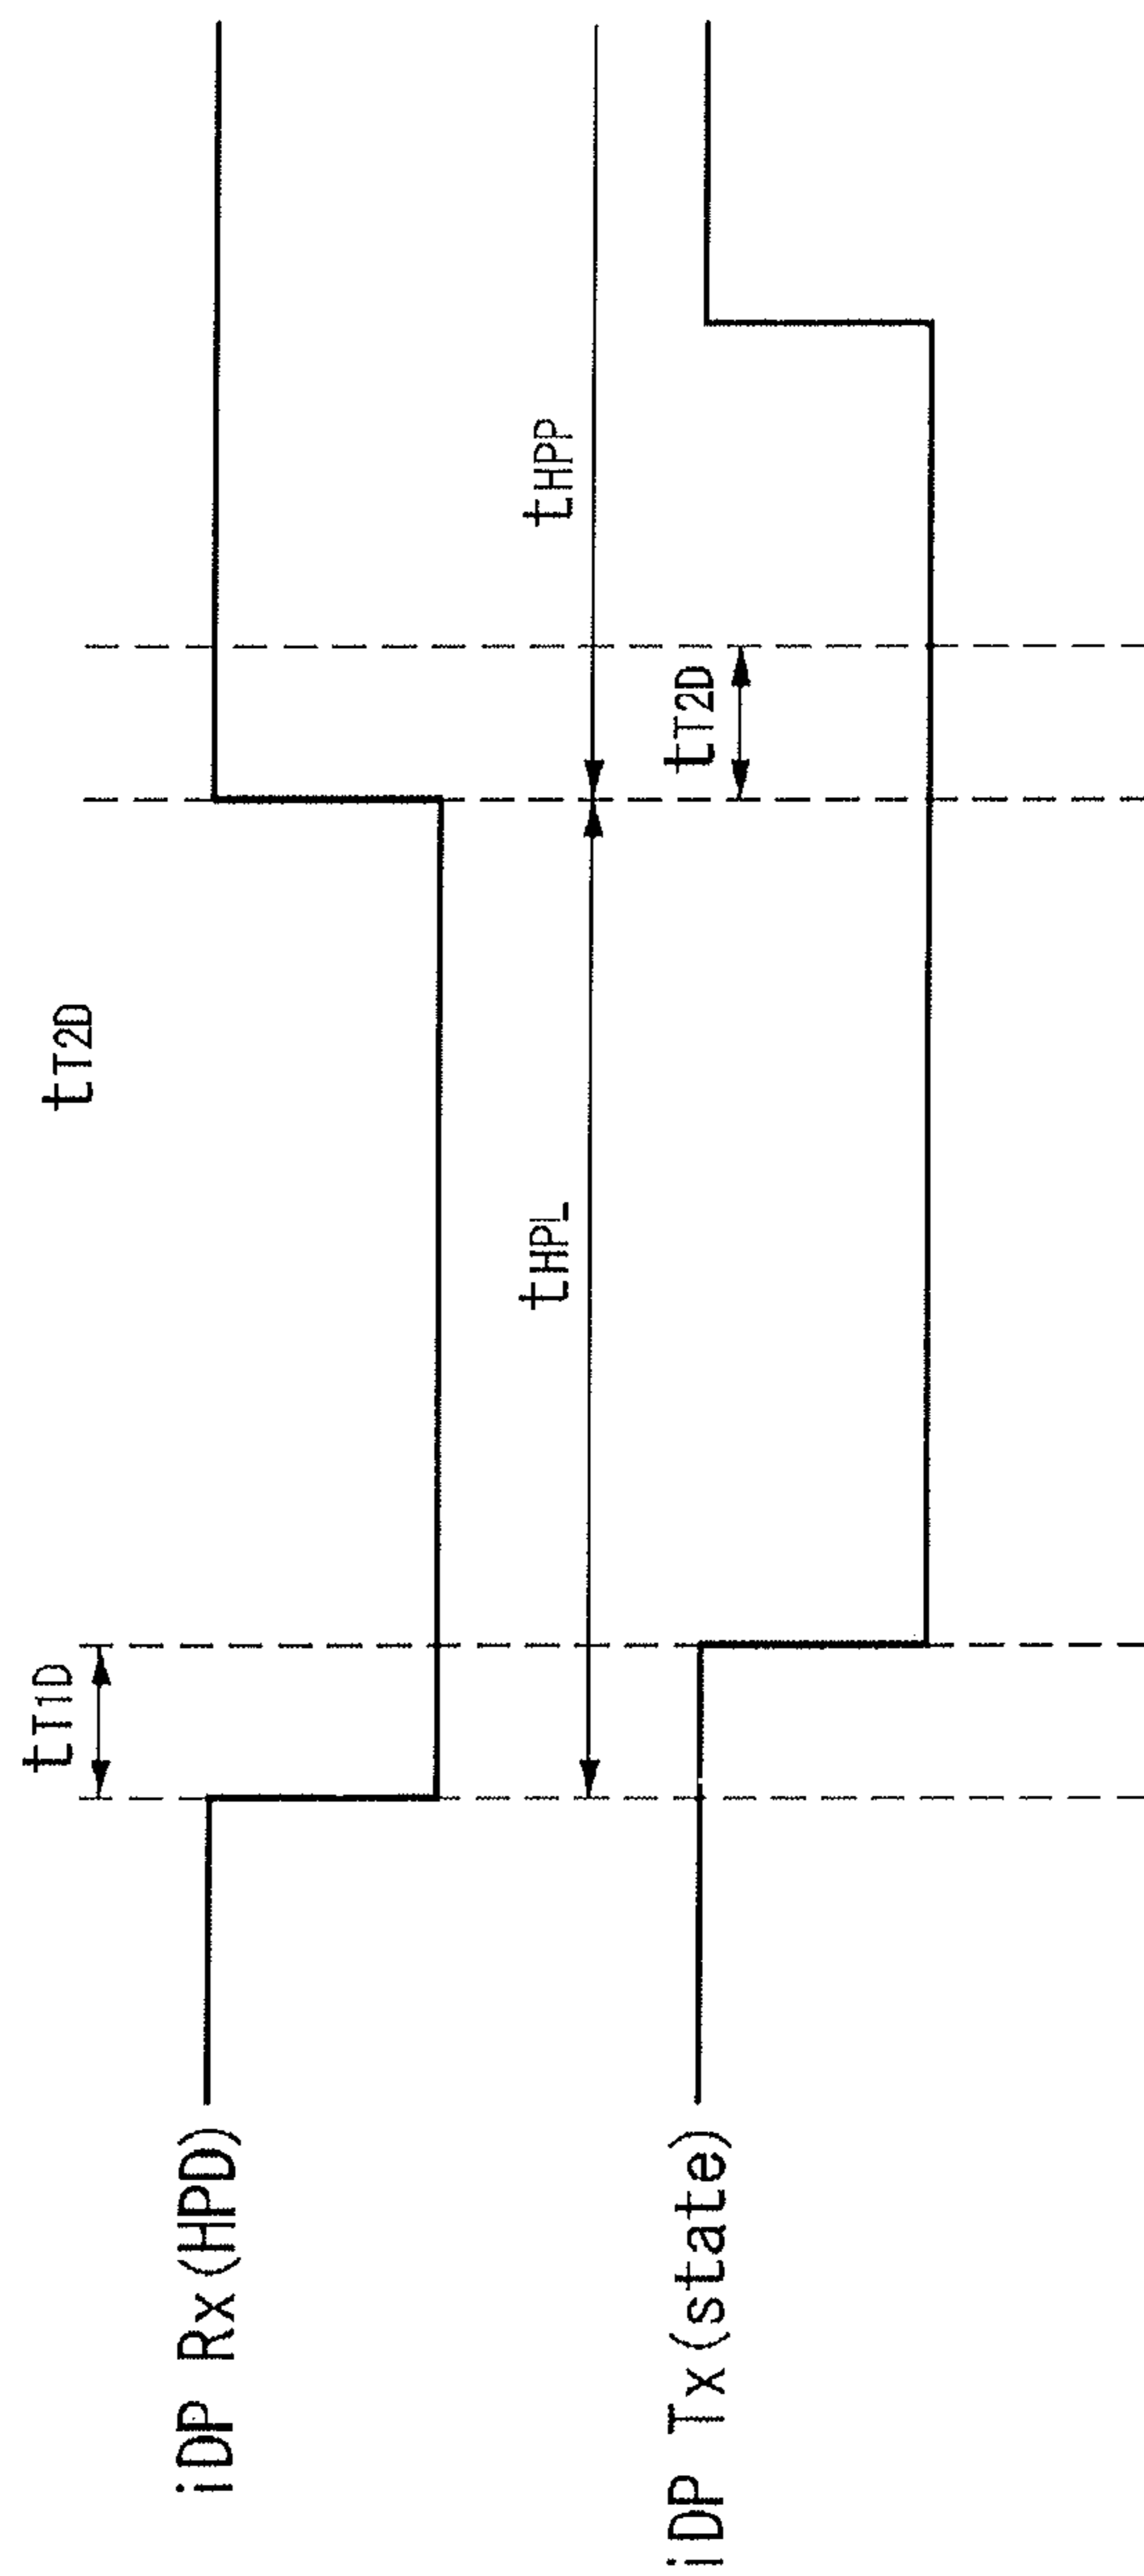 tT1D
tT2D
iDP Rx(HPD)
tHPL
tHPP
tT2D
iDP Tx(state)